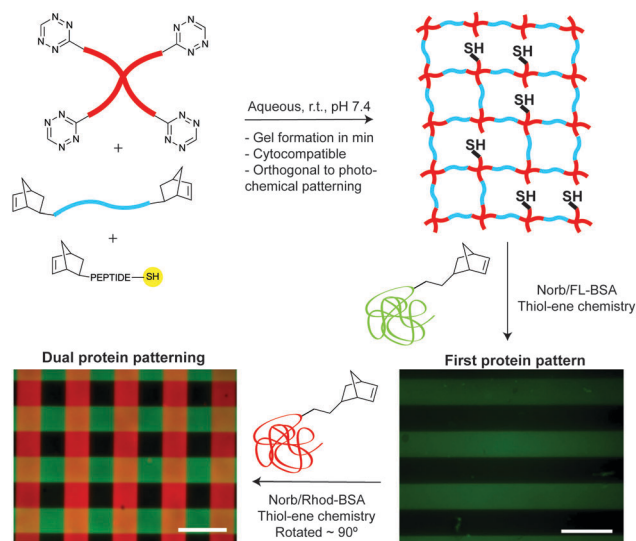 N N N N
N N N N
N N N N
N N N N
+
+
PEPTIDE SH
Aqueous, r.t., pH 7.4
- Gel formation in min
- Cytocompatible
- Orthogonal to photo-
chemical patterning
SH SH
SH
SH
SH SH
Norb/FL-BSA
Thiol-ene chemistry
Dual protein patterning
First protein pattern
Norb/Rhod-BSA
Thiol-ene chemistry
Rotated ~ 90º